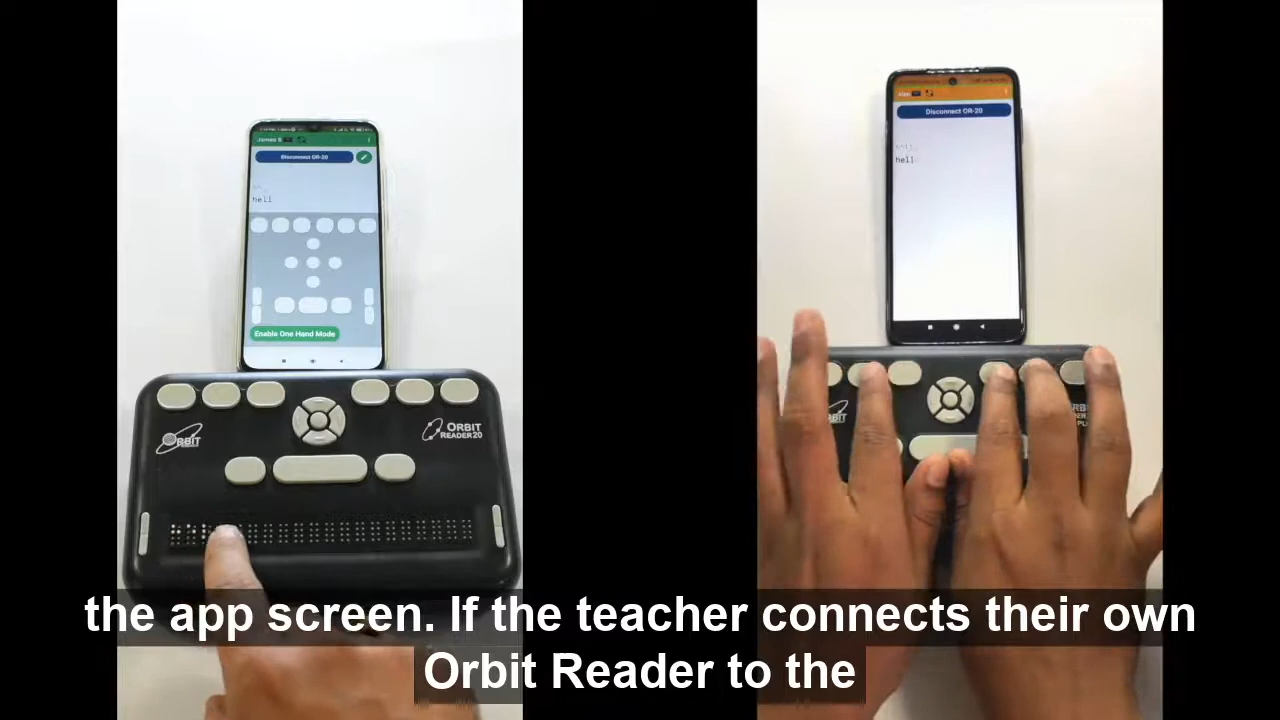 James S
Disconnect OR-20
hell
Enable One Hand Mode
ORBIT
ORBIT
READER 20
Disconnect OR-20
hell
the app screen. If the teacher connects their own
Orbit Reader to the